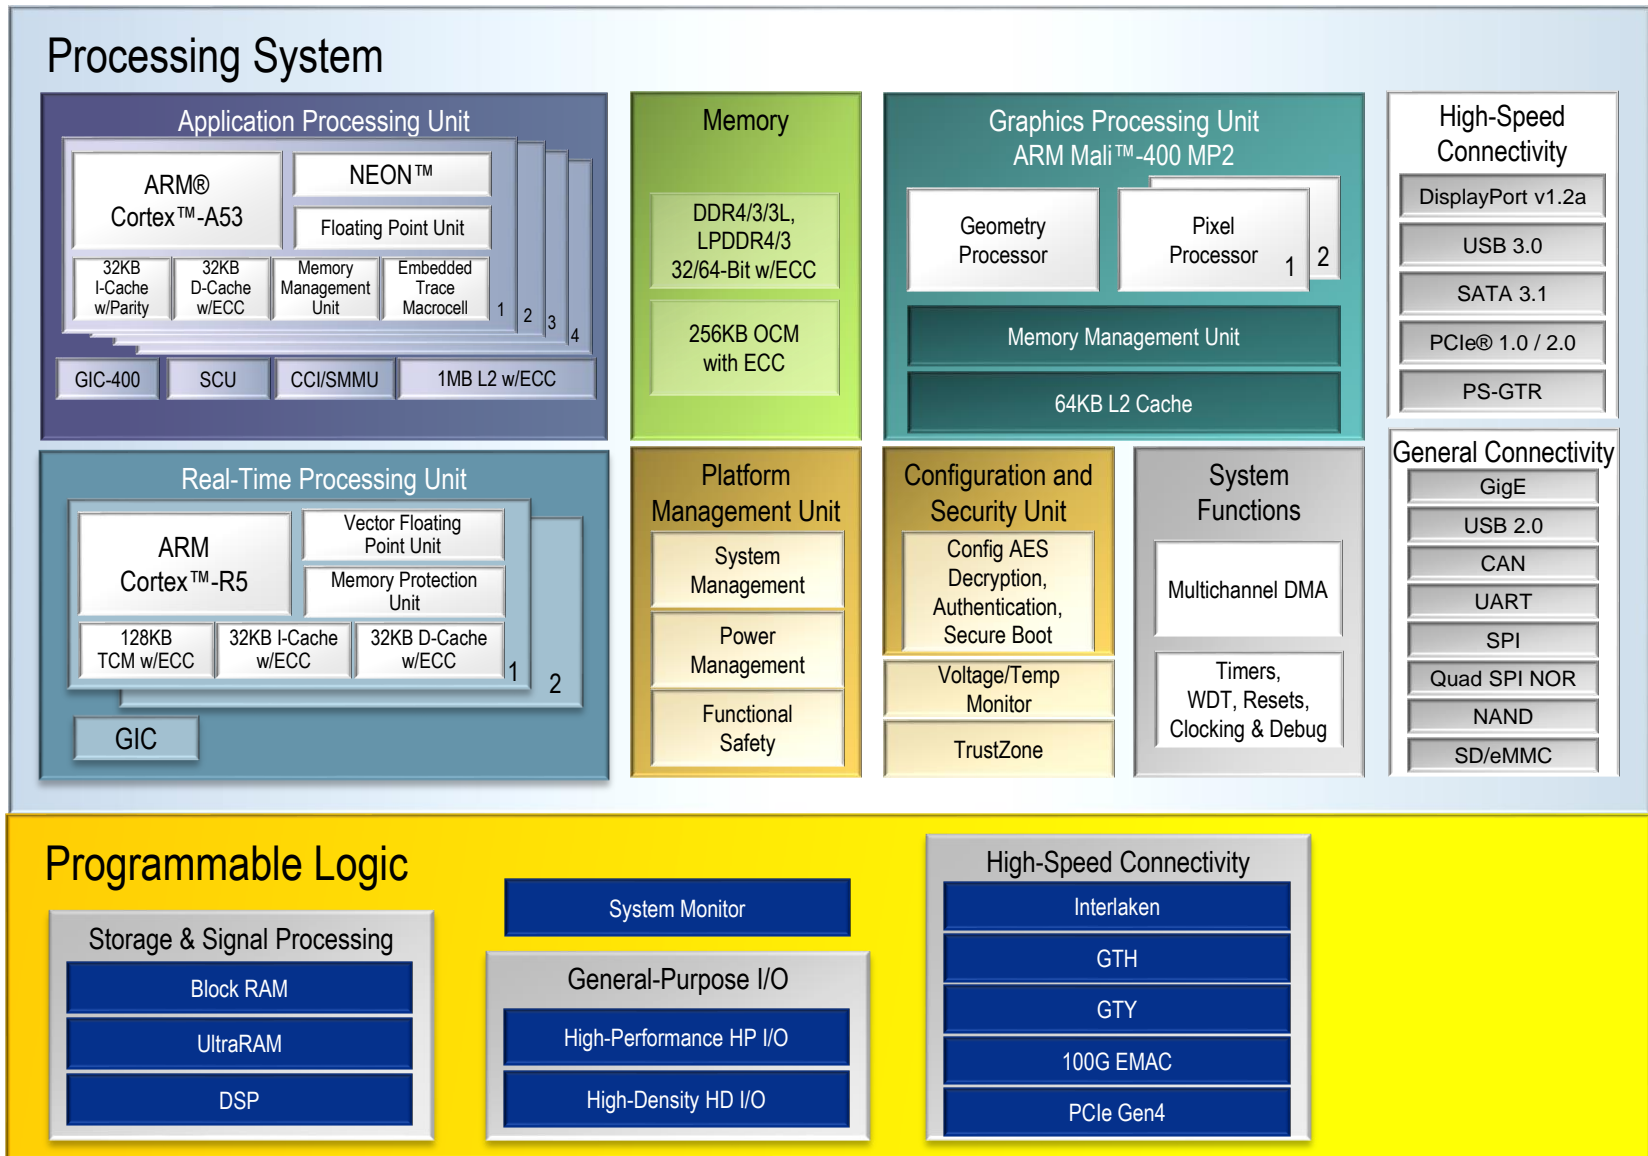 Processing System
Application Processing Unit
ARM®
Cortex™-A53
NEON™
Floating Point Unit
32KB
I-Cache
w/Parity
32KB
D-Cache
w/ECC
Memory
Management
Unit
Embedded
Trace
Macrocell
1
2
3
4
GIC-400
SCU
CCI/SMMU
1MB L2 w/ECC
Memory
DDR4/3/3L,
LPDDR4/3
32/64-Bit w/ECC
256KB OCM
with ECC
Graphics Processing Unit
ARM Mali™-400 MP2
Geometry
Processor
Pixel
Processor
1
2
Memory Management Unit
64KB L2 Cache
High-Speed
Connectivity
DisplayPort v1.2a
USB 3.0
SATA 3.1
PCIe® 1.0 / 2.0
PS-GTR
Real-Time Processing Unit
ARM
Cortex™-R5
Vector Floating
Point Unit
Memory Protection
Unit
128KB
TCM w/ECC
32KB I-Cache
w/ECC
32KB D-Cache
w/ECC
1
2
GIC
Platform
Management Unit
System
Management
Power
Management
Functional
Safety
Configuration and
Security Unit
Config AES
Decryption,
Authentication,
Secure Boot
Voltage/Temp
Monitor
TrustZone
System
Functions
Multichannel DMA
Timers,
WDT, Resets,
Clocking & Debug
General Connectivity
GigE
USB 2.0
CAN
UART
SPI
Quad SPI NOR
NAND
SD/eMMC
Programmable Logic
Storage & Signal Processing
Block RAM
UltraRAM
DSP
System Monitor
General-Purpose I/O
High-Performance HP I/O
High-Density HD I/O
High-Speed Connectivity
Interlaken
GTH
GTY
100G EMAC
PCIe Gen4